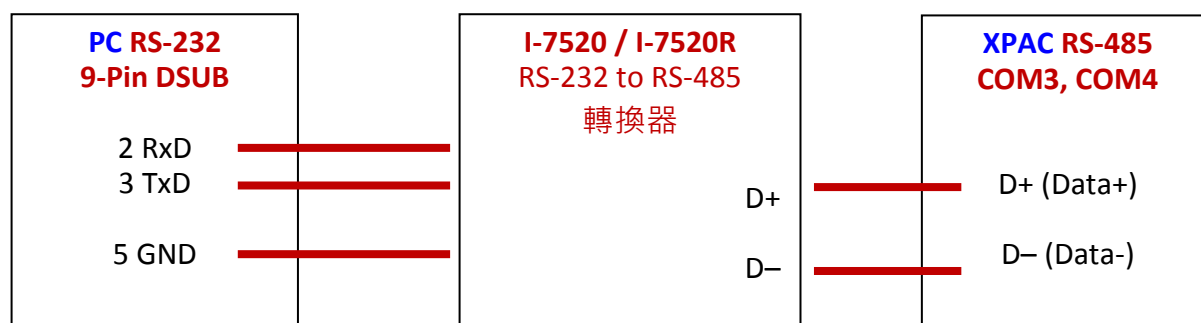 PC RS-232
9-Pin DSUB
2 RxD
3 TxD
5 GND
I-7520 / I-7520R
RS-232 to RS-485
轉換器
D+
D–
XPAC RS-485
COM3, COM4
D+ (Data+)
D– (Data-)